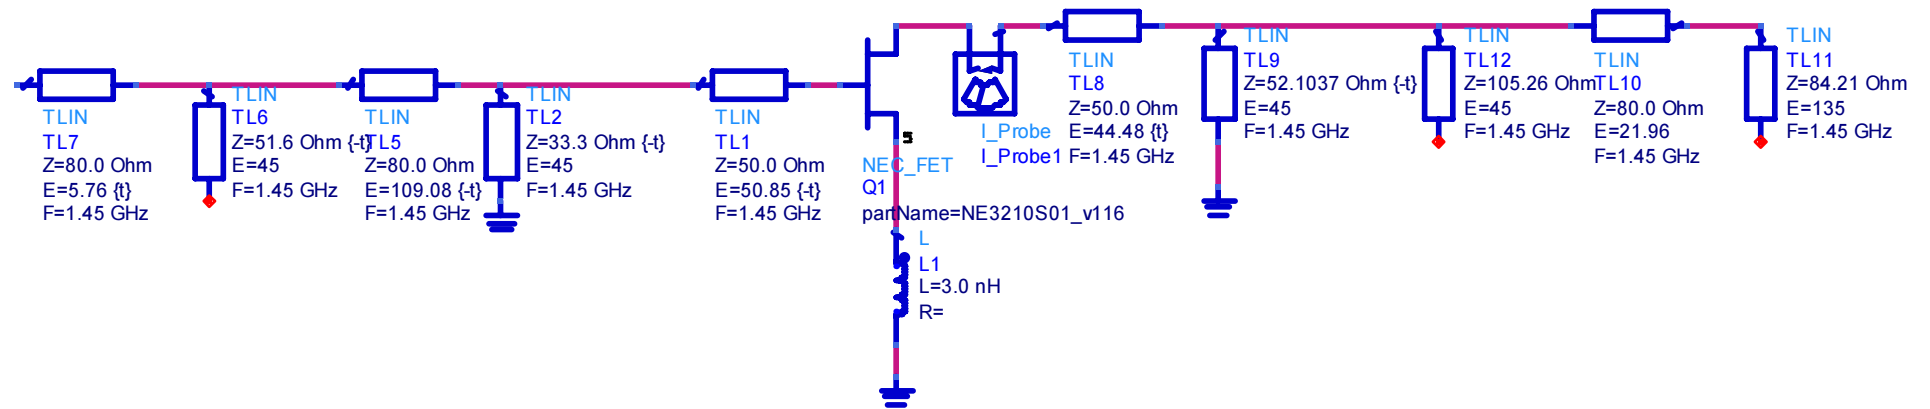 TLIN
TL7
Z=80.0 Ohm
E=5.76 {t}
F=1.45 GHz
TLIN
TL6
Z=51.6 Ohm {-t}
E=45
F=1.45 GHz
TLIN
TL5
Z=80.0 Ohm
E=109.08 {-t}
F=1.45 GHz
TLIN
TL2
Z=33.3 Ohm {-t}
E=45
F=1.45 GHz
TLIN
TL1
Z=50.0 Ohm
E=50.85 {-t}
F=1.45 GHz
NEC_FET
Q1
partName=NE3210S01_v116
L
L1
L=3.0 nH
R=
I_Probe
I_Probe1
TLIN
TL8
Z=50.0 Ohm
E=44.48 {t}
F=1.45 GHz
TLIN
TL9
Z=52.1037 Ohm {-t}
E=45
F=1.45 GHz
TLIN
TL12
Z=105.26 Ohm
E=45
F=1.45 GHz
TLIN
TL10
Z=80.0 Ohm
E=21.96
F=1.45 GHz
TLIN
TL11
Z=84.21 Ohm
E=135
F=1.45 GHz